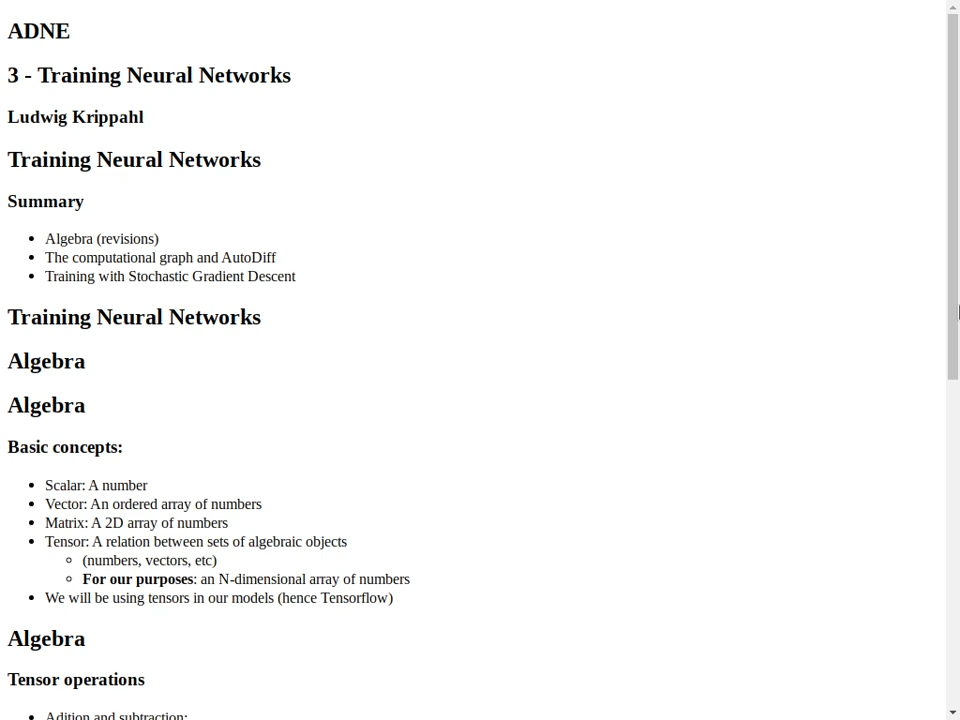 ADNE
3 - Training Neural Networks
Ludwig Krippahl
Training Neural Networks
Summary
Algebra (revisions)
The computational graph and AutoDiff
Training with Stochastic Gradient Descent
Training Neural Networks
Algebra
Algebra
Basic concepts:
Scalar: A number
Vector: An ordered array of numbers
Matrix: A 2D array of numbers
Tensor: A relation between sets of algebraic objects
(numbers, vectors, etc)
For our purposes: an N-dimensional array of numbers
We will be using tensors in our models (hence Tensorflow)
Algebra
Tensor operations
Adition and subtraction: